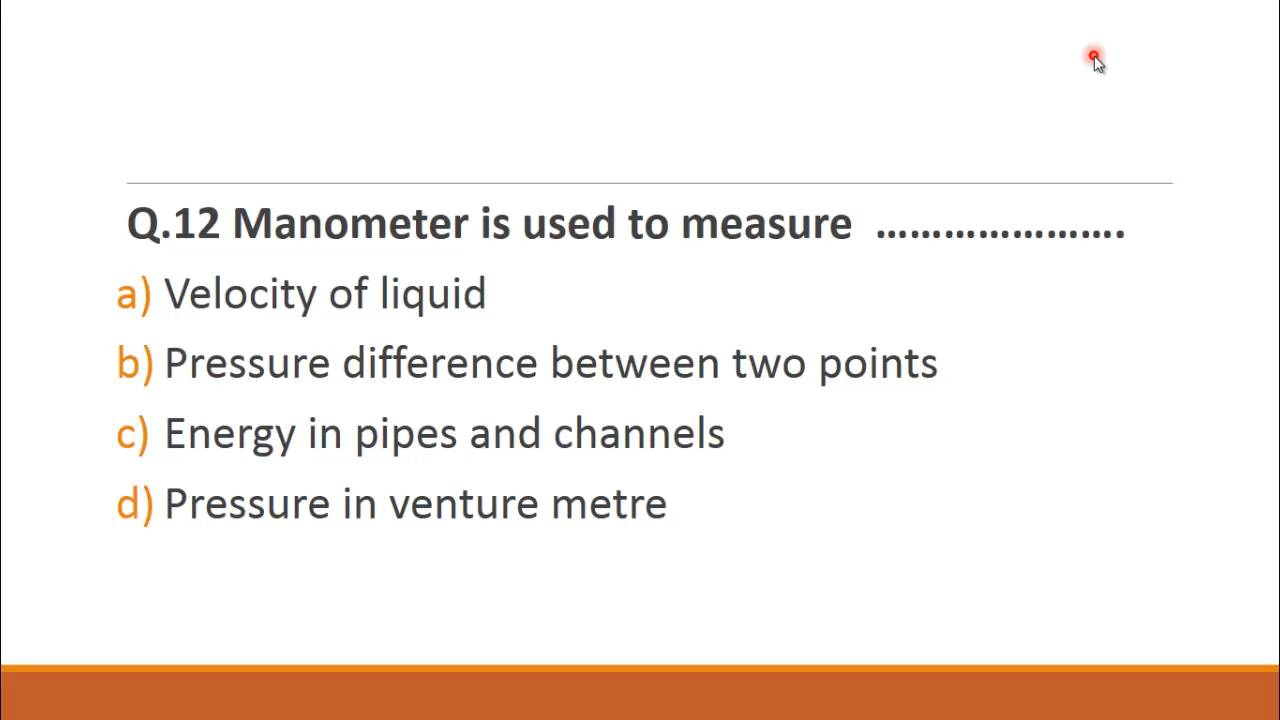 Q.12 Manometer is used to measure ………………….
a) Velocity of liquid
b) Pressure difference between two points
c) Energy in pipes and channels
d) Pressure in venture metre